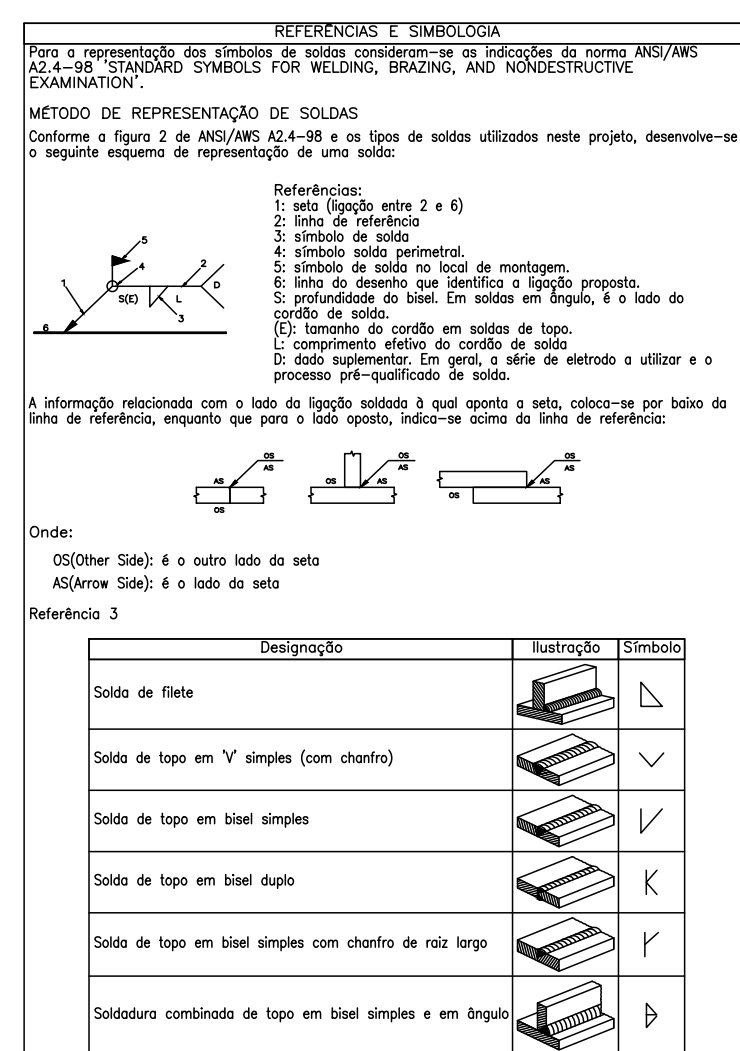 REFERÊNCIAS E SIMBOLOGIA
Para a representação dos símbolos de soldas consideram-se as indicações da norma ANSI/AWS
A2.4-98 'STANDARD SYMBOLS FOR WELDING, BRAZING, AND NONDESTRUCTIVE
EXAMINATION'.
MÉTODO DE REPRESENTAÇÃO DE SOLDAS
Conforme a figura 2 de ANSI/AWS A2.4-98 e os tipos de soldas utilizados neste projeto, desenvolve-se
o seguinte esquema de representação de uma solda:
5
4
2
1
S(E)
L
D
3
6
Referências:
1: seta (ligação entre 2 e 6)
2: linha de referência
3: símbolo de solda
4: símbolo solda perimetral.
5: símbolo de solda no local de montagem.
6: linha do desenho que identifica a ligação proposta.
S: profundidade do bisel. Em soldas em ângulo, é o lado do
cordão de solda.
(E): tamanho do cordão em soldas de topo.
L: comprimento efetivo do cordão de solda
D: dado suplementar. Em geral, a série de eletrodo a utilizar e o
processo pré-qualificado de solda.
A informação relacionada com o lado da ligação soldada à qual aponta a seta, coloca-se por baixo da
linha de referência, enquanto que para o lado oposto, indica-se acima da linha de referência:
OS
AS
AS
OS
OS
AS
OS
AS
OS
AS
AS
OS
Onde:
OS(Other Side): é o outro lado da seta
AS(Arrow Side): é o lado da seta
Referência 3
Designação Ilustração Símbolo
Solda de filete
Solda de topo em 'V' simples (com chanfro)
Solda de topo em bisel simples
Solda de topo em bisel duplo
Solda de topo em bisel simples com chanfro de raiz largo
Soldadura combinada de topo em bisel simples e em ângulo